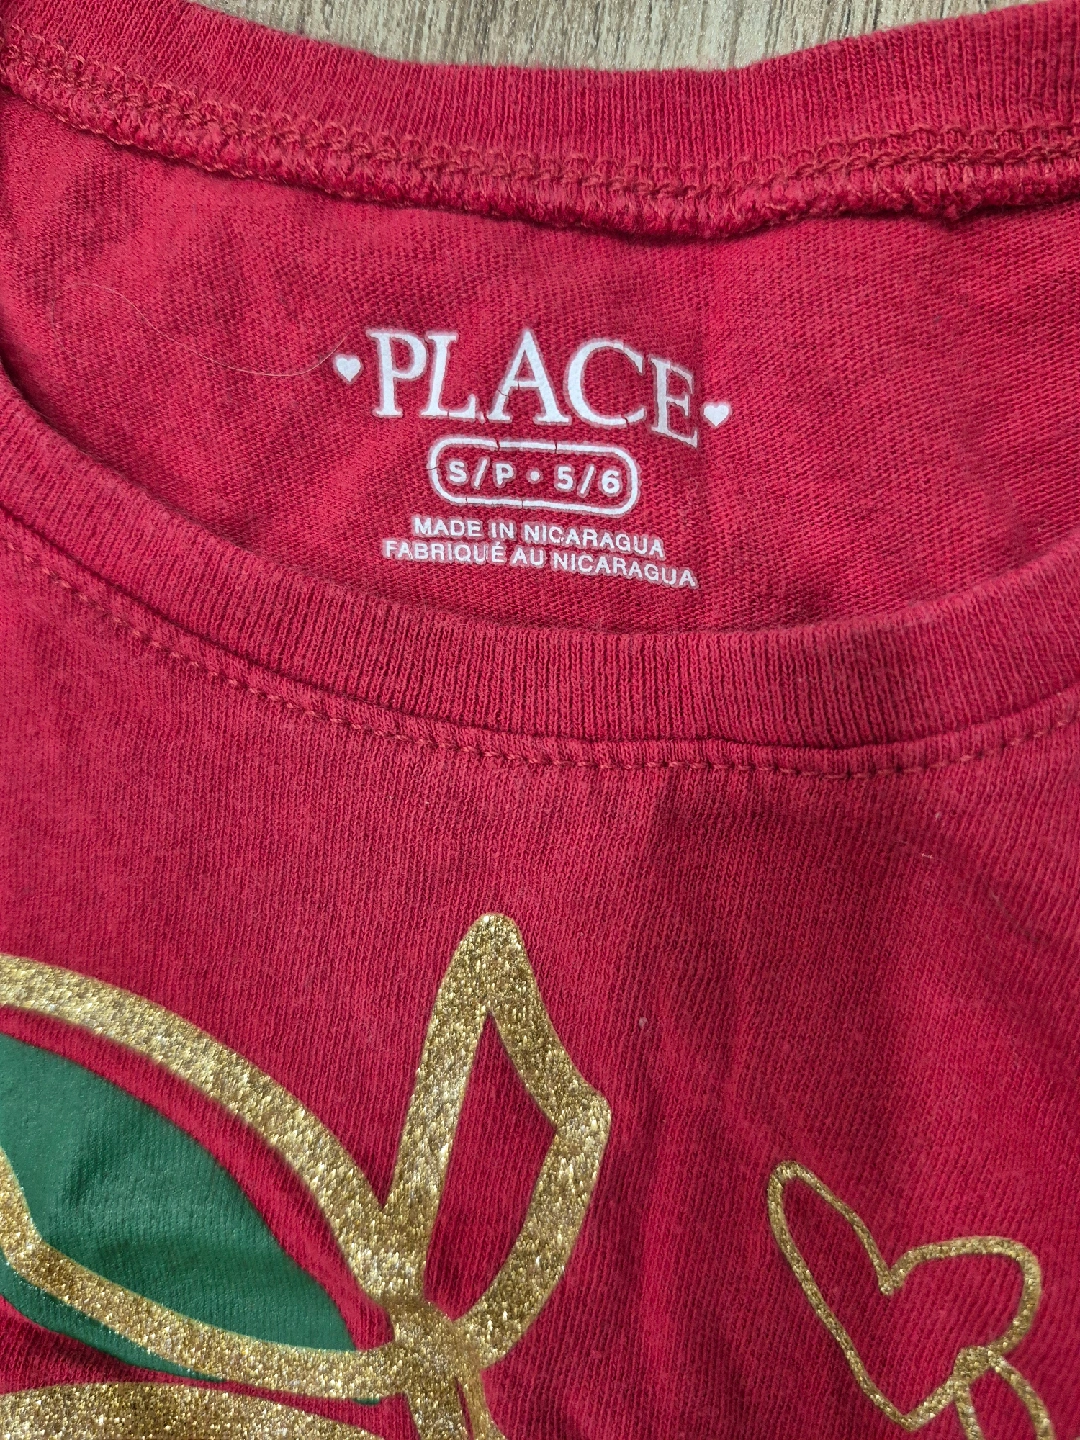 PLACE
S/P • 5/6
MADE IN NICARAGUA
FABRIQUÉ AU NICARAGUA